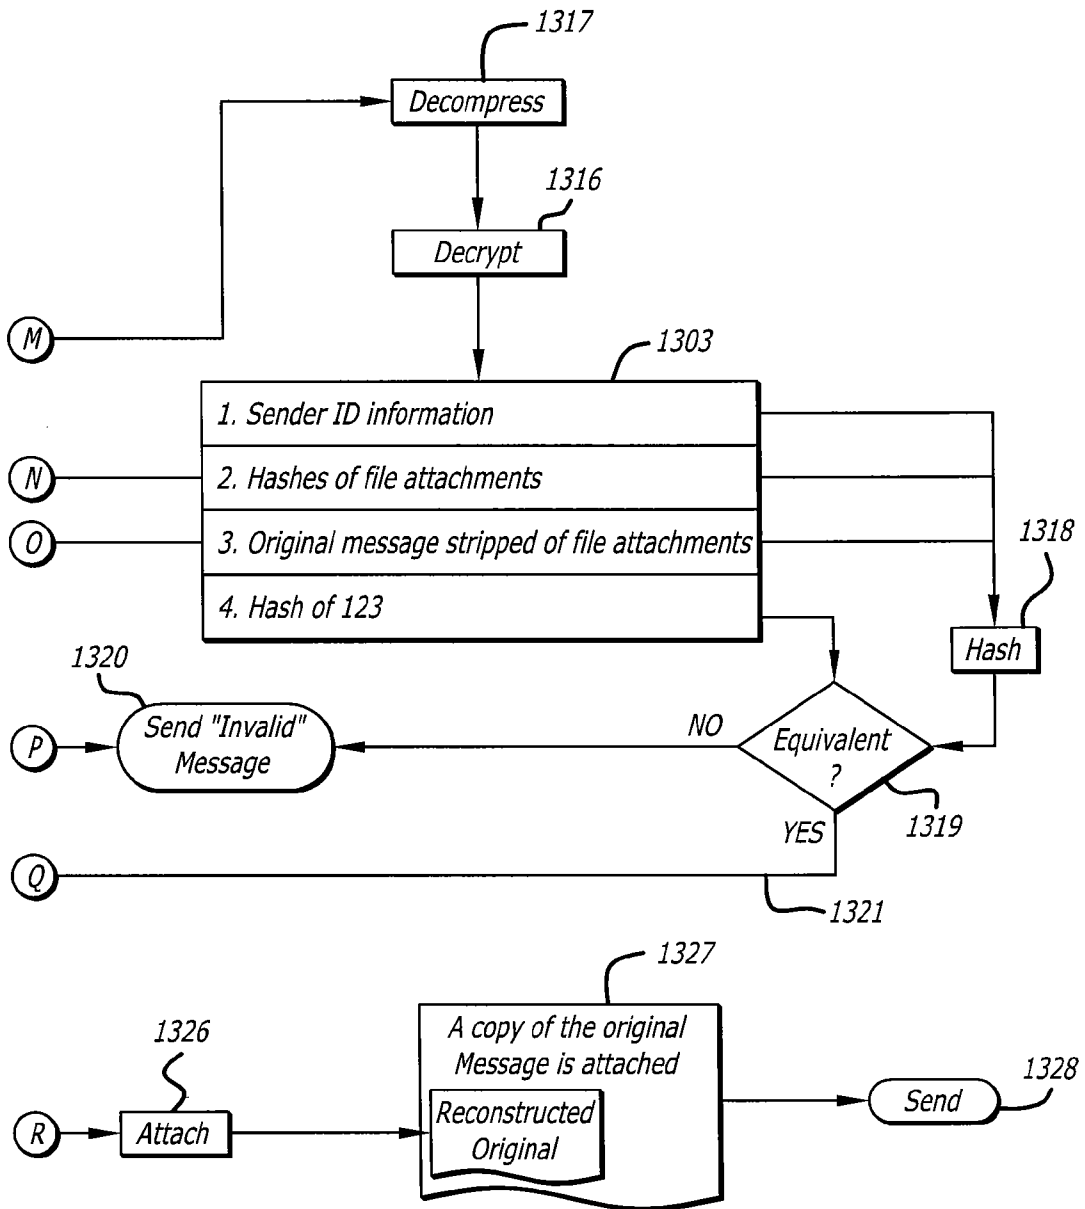 1317
Decompress
1316
Decrypt
M
1303
1. Sender ID information
N
2. Hashes of file attachments
O
3. Original message stripped of file attachments
1318
4. Hash of 123
Hash
1320
Send "Invalid"
Message
P
NO
Equivalent
?
1319
YES
Q
1321
1327
A copy of the original
Message is attached
1326
1328
R
Attach
Reconstructed
Original
Send